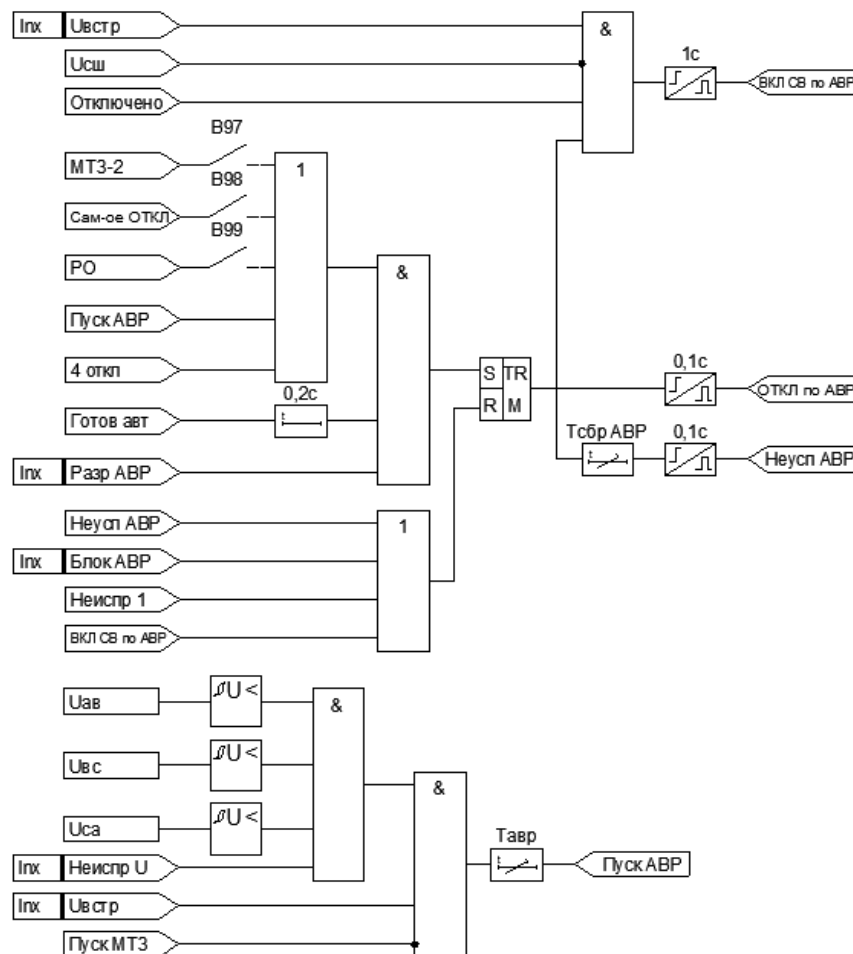 Inx Uвстр
&
Uсш
1с
ВКЛ СВ по АВР
Отключено
В97
МТЗ-2
1
В98
Сам-ое ОТКЛ
В99
РО
&
Пуск АВР
4 откл
S TR
0,1с
ОТКЛ по АВР
0,2с
R М
Готов авт
Тсбр АВР
0,1с
Неусп АВР
Inx Разр АВР
Неусп АВР
1
Inx Блок АВР
Неиспр 1
ВКЛ СВ по АВР
Uав
U <
&
Uвс
U <
&
Uса
U <
Тавр
Inx Неиспр U
Пуск АВР
Inx Uвстр
Пуск МТЗ